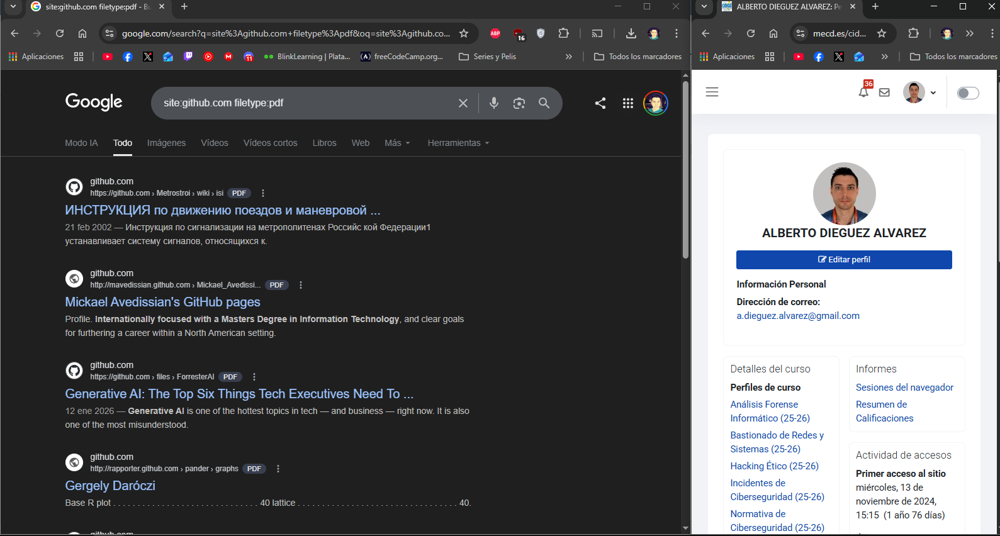 site:github.com filetype:pdf - Bu
google.com/search?q=site%3Agithub.com+filetype%3Apdf&oq=site%3Agithub.co...
ABP
16
Aplicaciones
11
BlinkLearning | Plata...
freeCodeCamp.org...
Series y Pelis
»
Todos los marcadores
Google
site:github.com filetype:pdf
Modo IA
Todo
Imágenes
Vídeos
Vídeos cortos
Libros
Web
Más
Herramientas
github.com
https://github.com › Metrostroi › wiki › isi
PDF
ИНСТРУКЦИЯ по движению поездов и маневровой ...
21 feb 2002 — Инструкция по сигнализации на метрополитенах Российс кой Федерации1
устанавливает систему сигналов, относящихся к.
github.com
http://mavedissian.github.com › Mickael_Avedissi...
PDF
Mickael Avedissian's GitHub pages
Profile. Internationally focused with a Masters Degree in Information Technology, and clear goals
for furthering a career within a North American setting.
github.com
https://github.com › files › ForresterAI
PDF
Generative AI: The Top Six Things Tech Executives Need To ...
12 ene 2026 — Generative AI is one of the hottest topics in tech — and business — right now. It is also
one of the most misunderstood.
github.com
http://rapporter.github.com › pander › graphs
PDF
Gergely Daróczi
Base R plot . . . . . . . . . . . . . . . . . . . . . . . . . . . . . 40 lattice . . . . . . . . . . . . . . . . . . . . . . . . . . . . . . . . 40.
github.com
ALBERTO DIEGUEZ ALVAREZ: Pe
mecd.es/cid...
»
Aplicaciones
»
Todos los marcadores
36
ALBERTO DIEGUEZ ALVAREZ
Editar perfil
Información Personal
Dirección de correo:
a.dieguez.alvarez@gmail.com
Detalles del curso
Perfiles de curso
Análisis Forense
Informático (25-26)
Bastionado de Redes y
Sistemas (25-26)
Hacking Ético (25-26)
Incidentes de
Ciberseguridad (25-26)
Normativa de
Ciberseguridad (25-26)
Informes
Sesiones del navegador
Resumen de
Calificaciones
Actividad de accesos
Primer acceso al sitio
miércoles, 13 de
noviembre de 2024,
15:15 (1 año 76 días)